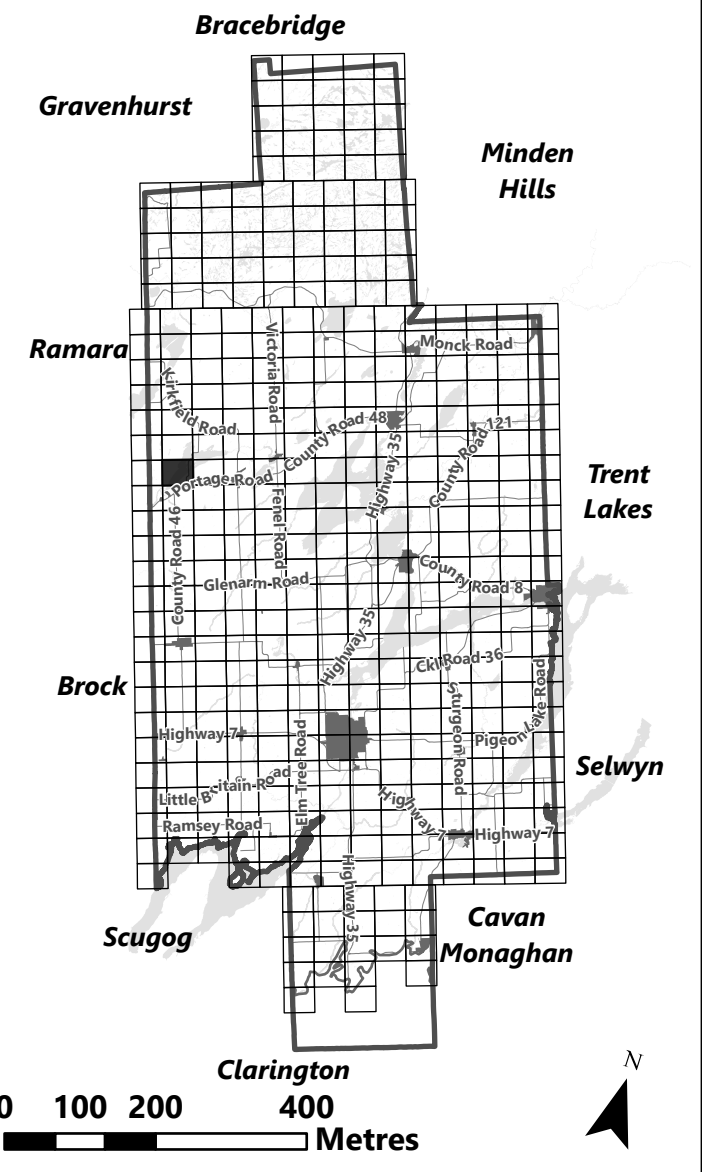 Bracebridge
Gravenhurst
Minden
Hills
Ramara
Monck Road
Victoria Road
Kirkfield Road
County Road 48
County Road 121
Highway 35
Portage Road
Trent
Lakes
Fenel Road
County Road 46
Glenarm Road
County Road 8
Highway 35
Ckl Road 36
Brock
Sturgeon Road
Pigeon Lake Road
Highway 7
Elm Tree Road
Selwyn
Little Britain Road
Highway 7
Ramsey Road
Highway 7
Highway 35
Scugog
Cavan
Monaghan
Clarington
N
0 100 200 400
Metres